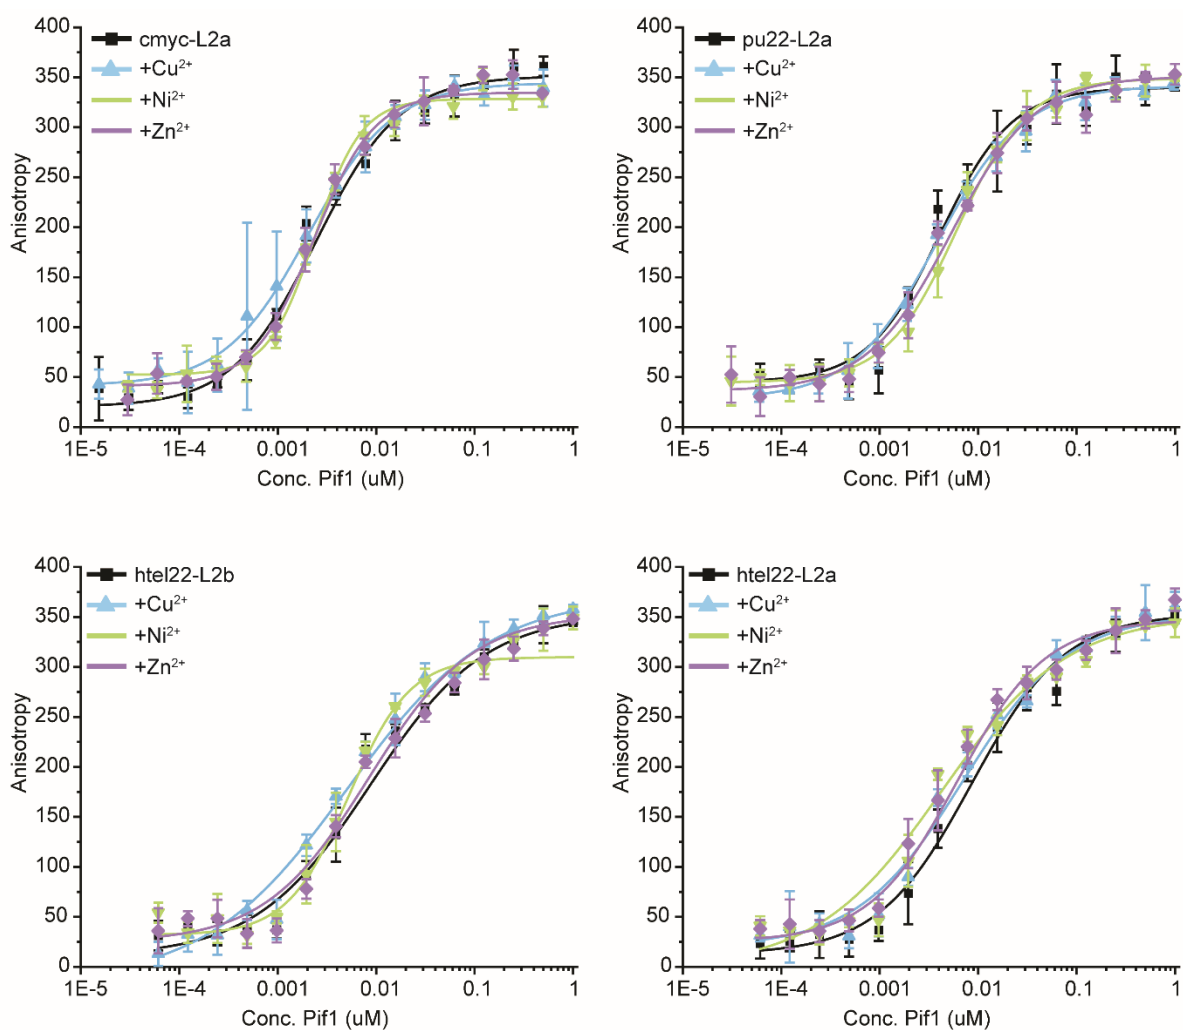 400
350
300
250
200
150
100
50
0
Anisotropy
cmyc-L2a
+Cu²⁺
+Ni²⁺
+Zn²⁺
1E-5 1E-4 0.001 0.01 0.1 1
Conc. Pif1 (uM)
400
350
300
250
200
150
100
50
0
Anisotropy
pu22-L2a
+Cu²⁺
+Ni²⁺
+Zn²⁺
1E-5 1E-4 0.001 0.01 0.1 1
Conc. Pif1 (uM)
400
350
300
250
200
150
100
50
0
Anisotropy
htel22-L2b
+Cu²⁺
+Ni²⁺
+Zn²⁺
1E-5 1E-4 0.001 0.01 0.1 1
Conc. Pif1 (uM)
400
350
300
250
200
150
100
50
0
Anisotropy
htel22-L2a
+Cu²⁺
+Ni²⁺
+Zn²⁺
1E-5 1E-4 0.001 0.01 0.1 1
Conc. Pif1 (uM)